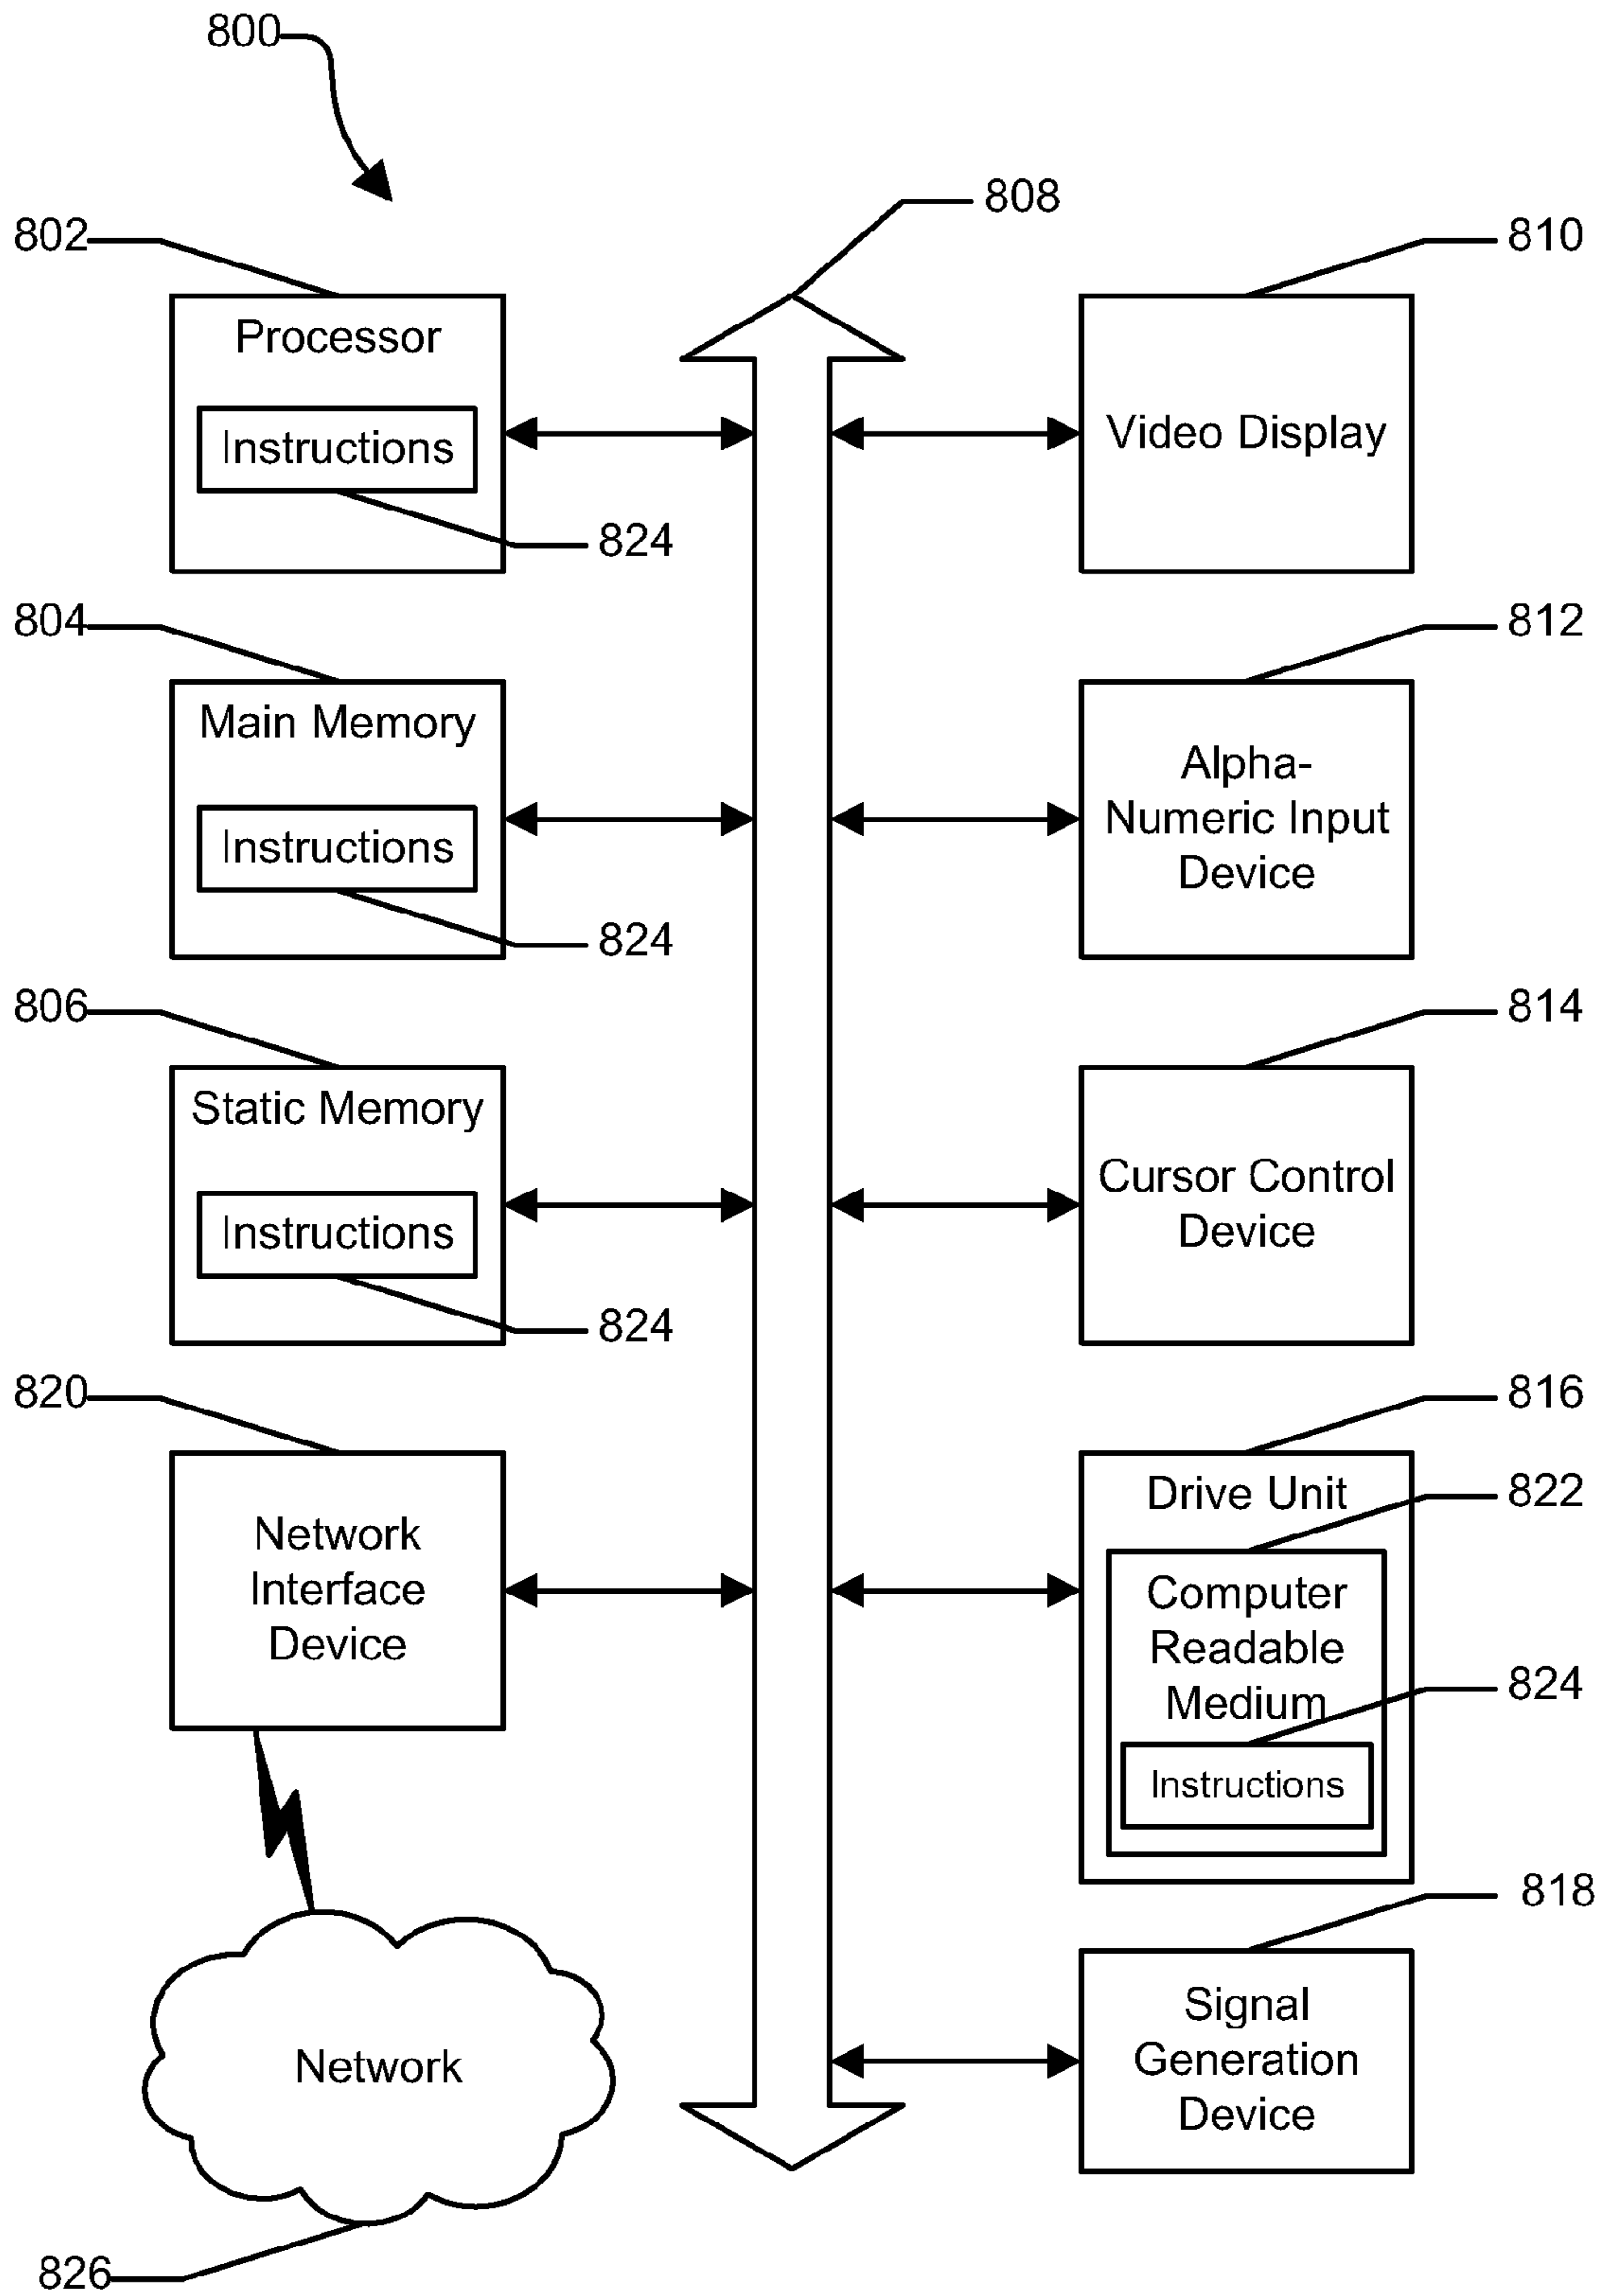 800
808
802
810
Processor
Instructions
Video Display
824
804
812
Main Memory
Alpha-
Numeric Input
Device
Instructions
824
806
814
Static Memory
Cursor Control
Device
Instructions
824
820
816
Drive Unit
822
Network
Interface
Device
Computer
Readable
Medium
824
Instructions
818
Signal
Generation
Device
Network
826